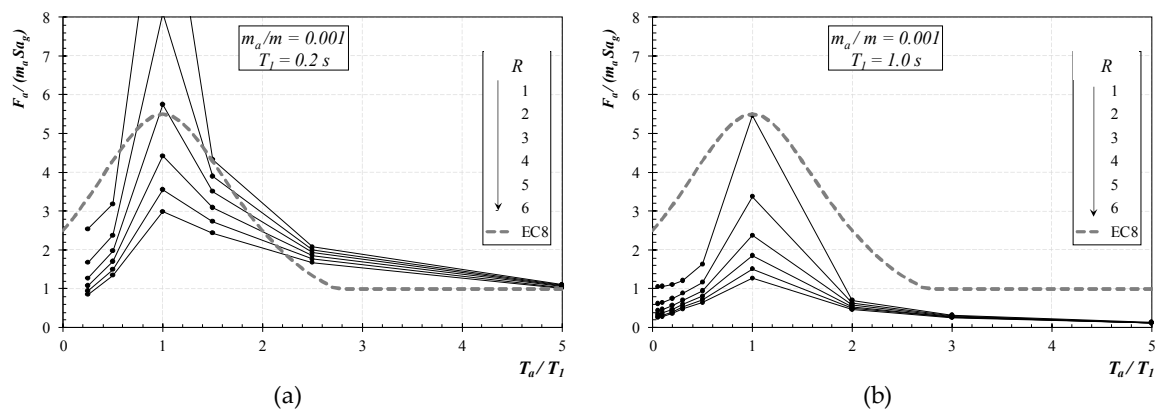 8
7
6
5
4
3
2
1
0
F_a / (m_a Sa_g)
m_a / m = 0.001
T_1 = 0.2 s
R
1
2
3
4
5
6
EC8
0 1 2 3 4 5
T_a / T_1
(a)
8
7
6
5
4
3
2
1
0
F_a / (m_a Sa_g)
m_a / m = 0.001
T_1 = 1.0 s
R
1
2
3
4
5
6
EC8
0 1 2 3 4 5
T_a / T_1
(b)